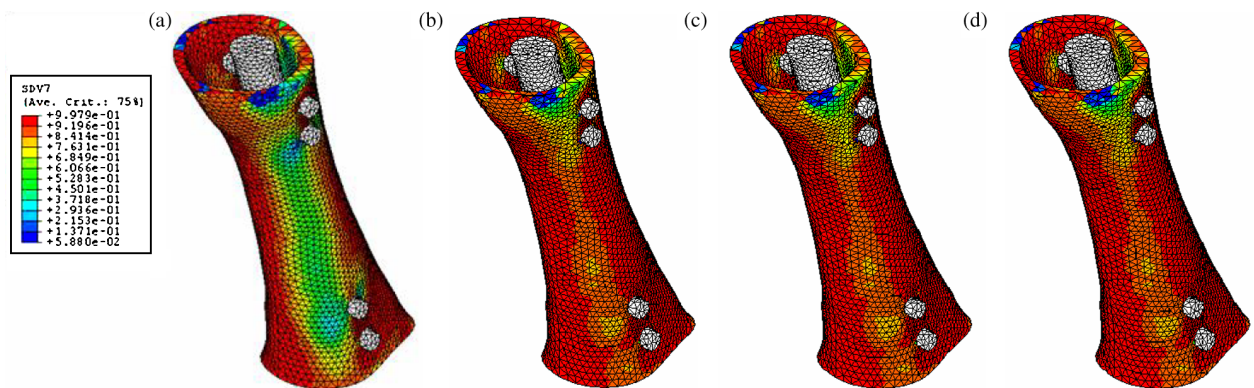 (a)
(b)
(c)
(d)
SDV7
(Ave. Crit.: 75%)
+9.979e-01
+9.196e-01
+8.414e-01
+7.631e-01
+6.849e-01
+6.066e-01
+5.283e-01
+4.501e-01
+3.718e-01
+2.936e-01
+2.153e-01
+1.371e-01
+5.880e-02